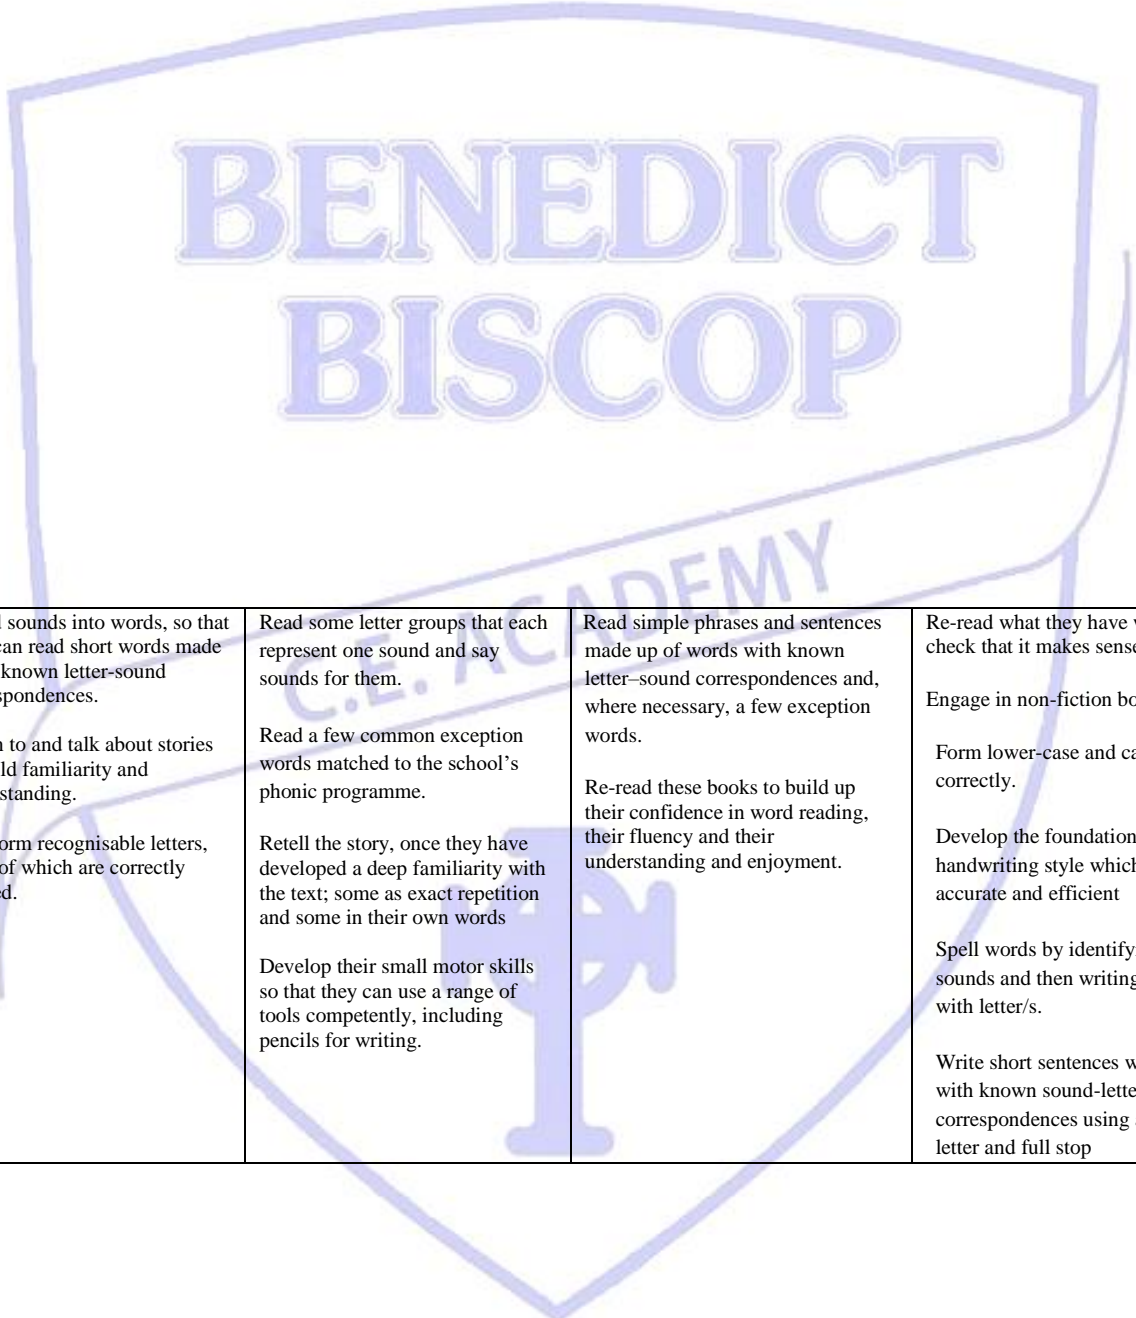 BENEDICT
BISCOP
C.E. ACADEMY
sounds into words, so that
can read short words made
known letter-sound
spondences.
to and talk about stories
ld familiarity and
standing.
orm recognisable letters,
of which are correctly
ed.
Read some letter groups that each
represent one sound and say
sounds for them.
Read a few common exception
words matched to the school’s
phonic programme.
Retell the story, once they have
developed a deep familiarity with
the text; some as exact repetition
and some in their own words
Develop their small motor skills
so that they can use a range of
tools competently, including
pencils for writing.
Read simple phrases and sentences
made up of words with known
letter–sound correspondences and,
where necessary, a few exception
words.
Re-read these books to build up
their confidence in word reading,
their fluency and their
understanding and enjoyment.
Re-read what they have
check that it makes sense
Engage in non-fiction bo
Form lower-case and ca
correctly.
Develop the foundation
handwriting style which
accurate and efficient
Spell words by identify
sounds and then writing
with letter/s.
Write short sentences w
with known sound-lette
correspondences using
letter and full stop